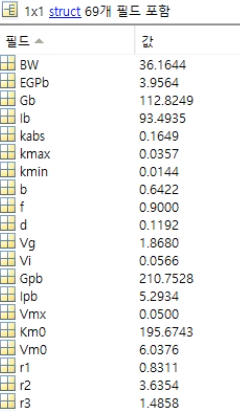 1x1 struct 69개 필드 포함
필드 값
BW 36.1644
EGPb 3.9564
Gb 112.8249
Ib 93.4935
kabs 0.1649
kmax 0.0357
kmin 0.0144
b 0.6422
f 0.9000
d 0.1192
Vg 1.8680
Vi 0.0566
Gpb 210.7528
Ipb 5.2934
Vmx 0.0500
Km0 195.6743
Vm0 6.0376
r1 0.8311
r2 3.6354
r3 1.4858